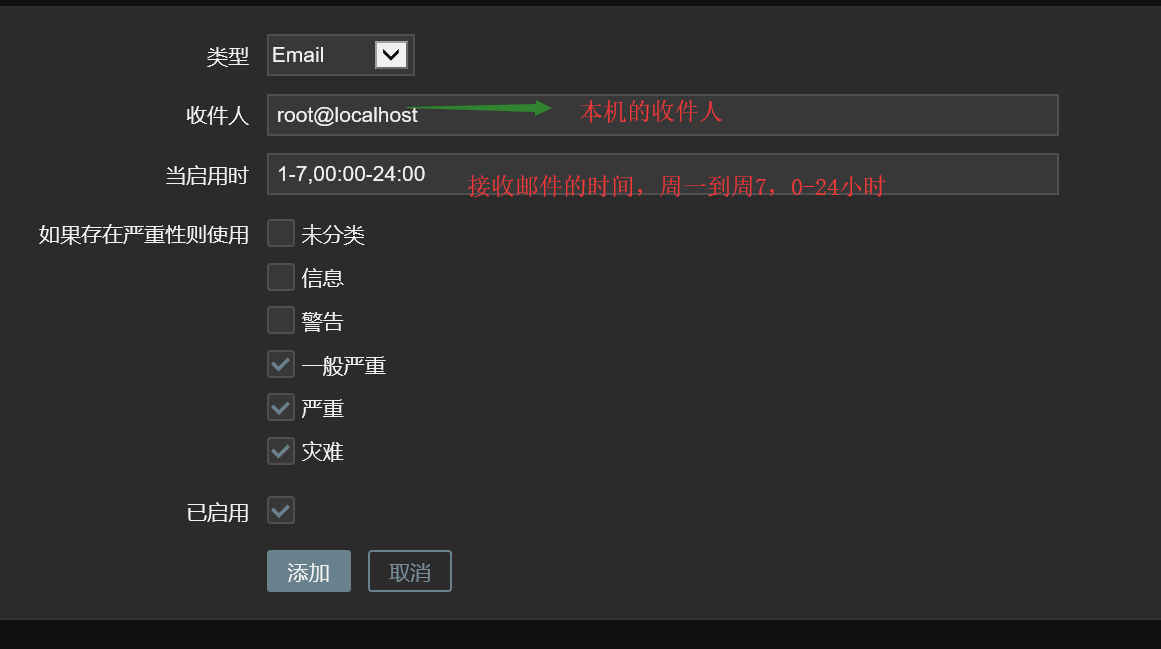 类型 Email
收件人 root@localhost 本机的收件人
当启用时 1-7,00:00-24:00 接收邮件的时间，周一到周7，0-24小时
如果存在严重性则使用 未分类
信息
警告
一般严重
严重
灾难
已启用
添加 取消